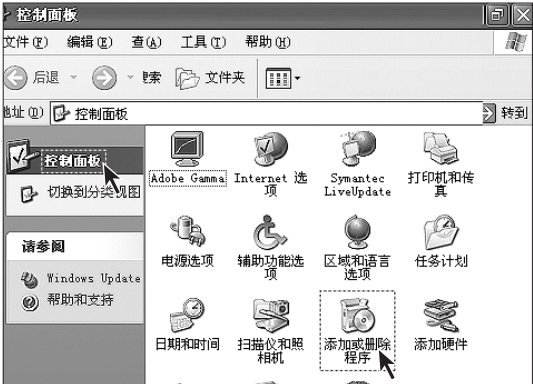 控制面板
文件(F) 编辑(E) 查(A) 工具(T) 帮助(H)
后退 搜索 文件夹
地址(D) 控制面板 转到
控制面板
切换到分类视图
请参阅
Windows Update
帮助和支持
Adobe Gamma
Internet 选
项
Symantec
LiveUpdate
打印机和传
真
电源选项
辅助功能选
项
区域和语言
选项
任务计划
日期和时间
扫描仪和照
相机
添加或删除
程序
添加硬件